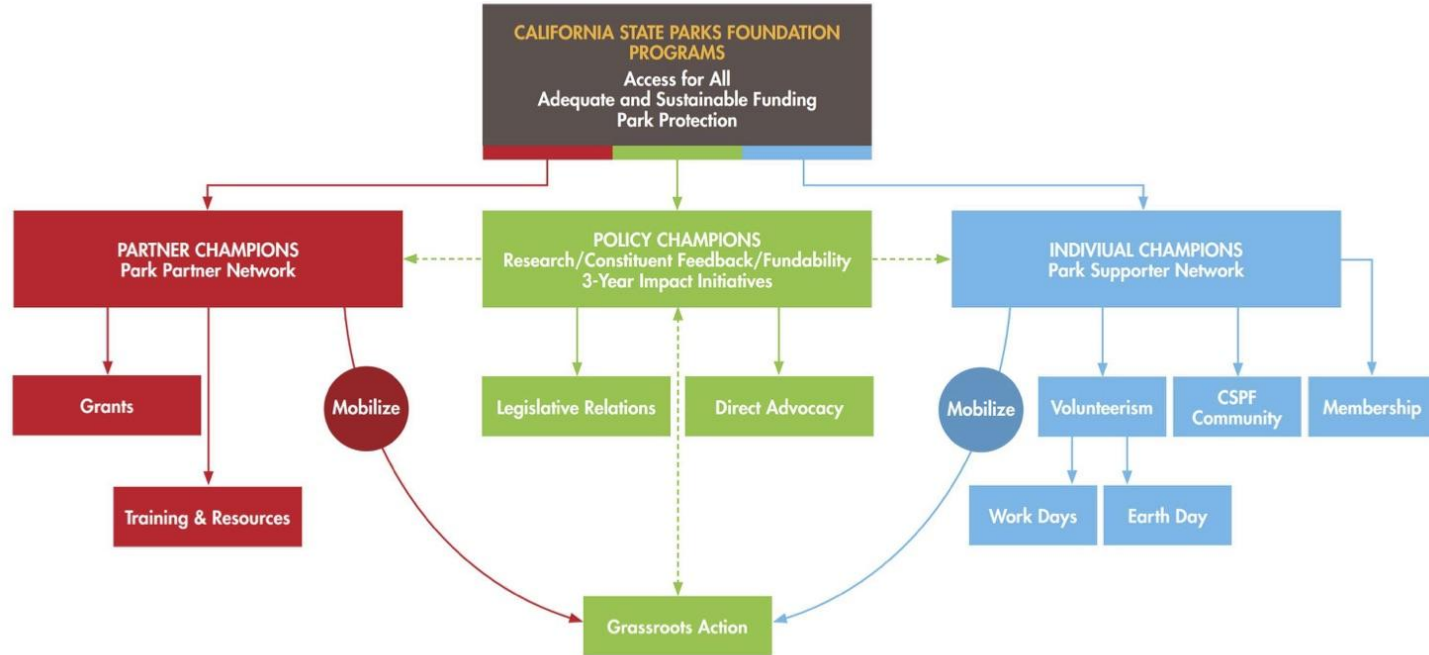 CALIFORNIA STATE PARKS FOUNDATION
PROGRAMS
Access for All
Adequate and Sustainable Funding
Park Protection
PARTNER CHAMPIONS
Park Partner Network
POLICY CHAMPIONS
Research/Constituent Feedback/Fundability
3-Year Impact Initiatives
INDIVIUAL CHAMPIONS
Park Supporter Network
Grants
Mobilize
Legislative Relations
Direct Advocacy
Mobilize
Volunteerism
CSPF
Community
Membership
Training & Resources
Work Days
Earth Day
Grassroots Action